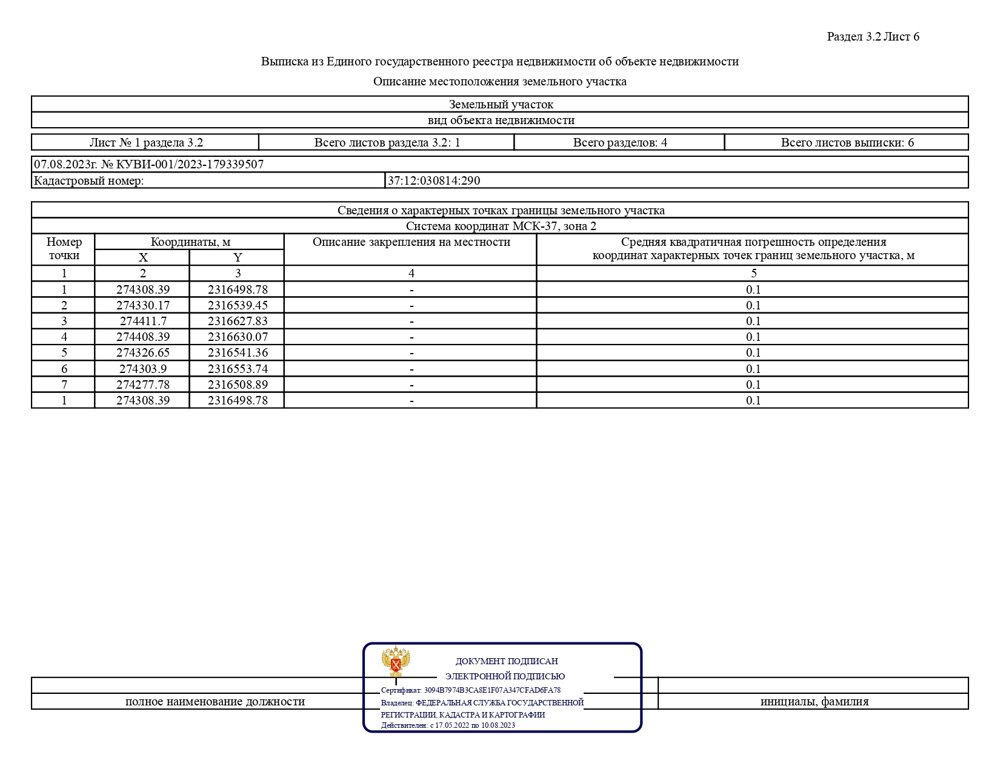 Раздел 3.2 Лист 6
Выписка из Единого государственного реестра недвижимости об объекте недвижимости
Описание местоположения земельного участка
Земельный участок
вид объекта недвижимости
Лист № 1 раздела 3.2 Всего листов раздела 3.2: 1 Всего разделов: 4 Всего листов выписки: 6
07.08.2023г. № КУВИ-001/2023-179339507
Кадастровый номер: 37:12:030814:290
Сведения о характерных точках границы земельного участка
Система координат МСК-37, зона 2
Номер точки Координаты, м Описание закрепления на местности Средняя квадратичная погрешность определения координат характерных точек границ земельного участка, м
X Y
1 2 3 4 5
1 274308.39 2316498.78 - 0.1
2 274330.17 2316539.45 - 0.1
3 274411.7 2316627.83 - 0.1
4 274408.39 2316630.07 - 0.1
5 274326.65 2316541.36 - 0.1
6 274303.9 2316553.74 - 0.1
7 274277.78 2316508.89 - 0.1
1 274308.39 2316498.78 - 0.1
ДОКУМЕНТ ПОДПИСАН
ЭЛЕКТРОННОЙ ПОДПИСЬЮ
Сертификат: 3094B7974B3CA8E1F07A347CFAD6FA78
Владелец: ФЕДЕРАЛЬНАЯ СЛУЖБА ГОСУДАРСТВЕННОЙ
РЕГИСТРАЦИИ, КАДАСТРА И КАРТОГРАФИИ
Действителен: с 17.05.2022 по 10.08.2023
полное наименование должности инициалы, фамилия